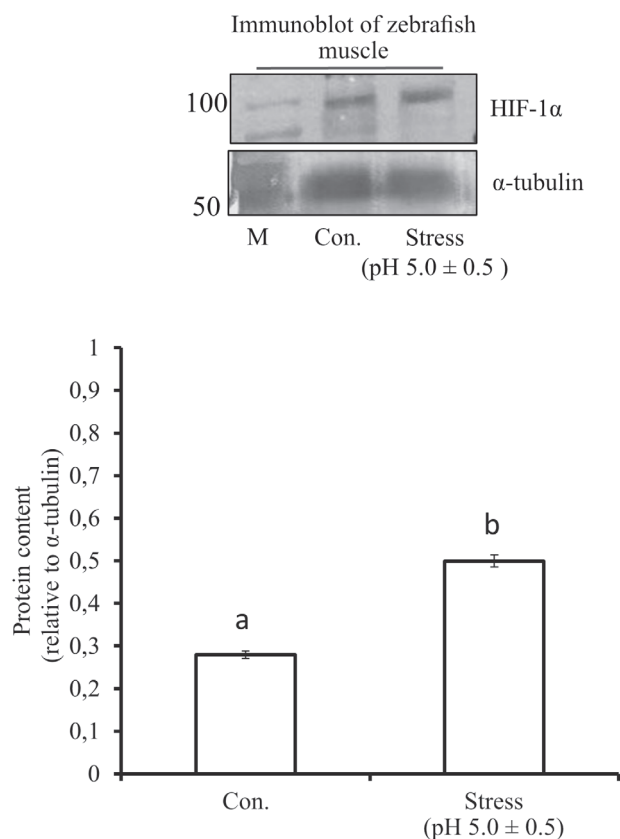 Immunoblot of zebrafish
muscle
100
HIF-1α
α-tubulin
50
M Con. Stress
(pH 5.0 ± 0.5 )
1
0,9
0,8
0,7
0,6
0,5
0,4
0,3
0,2
0,1
0
Protein content
(relative to α-tubulin)
a
b
Con. Stress
(pH 5.0 ± 0.5)